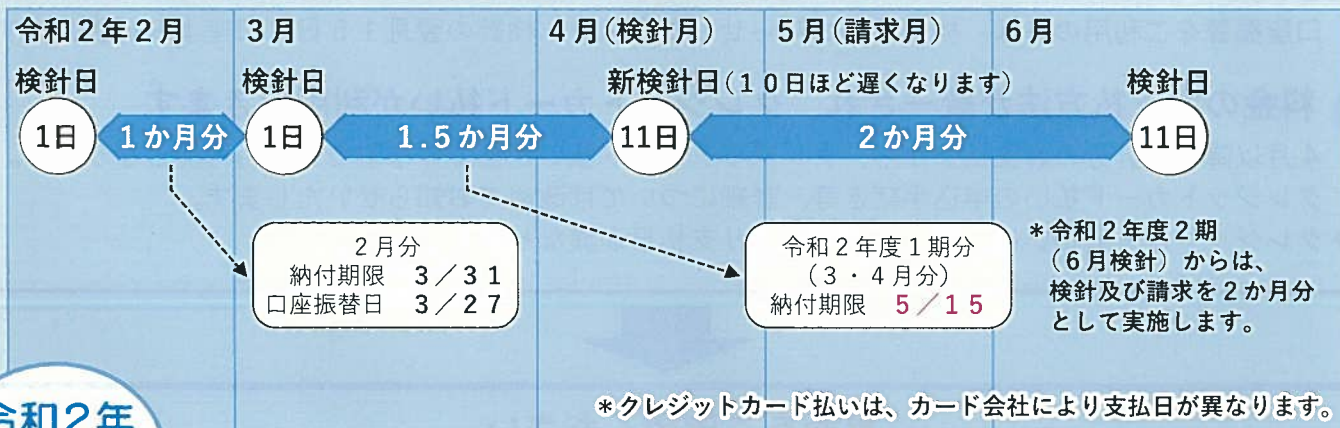 令和２年２月
３月
４月(検針月)
５月(請求月)
６月
検針日
検針日
新検針日(１０日ほど遅くなります)
検針日
1日
１か月分
1日
１.５か月分
11日
２か月分
11日
２月分
納付期限　３／３１
口座振替日　３／２７
令和２年度１期分
（３・４月分）
納付期限　５／１５
＊令和２年度２期
（６月検針）からは、
検針及び請求を２か月分
として実施します。
令和2年
＊クレジットカード払いは、カード会社により支払日が異なります。